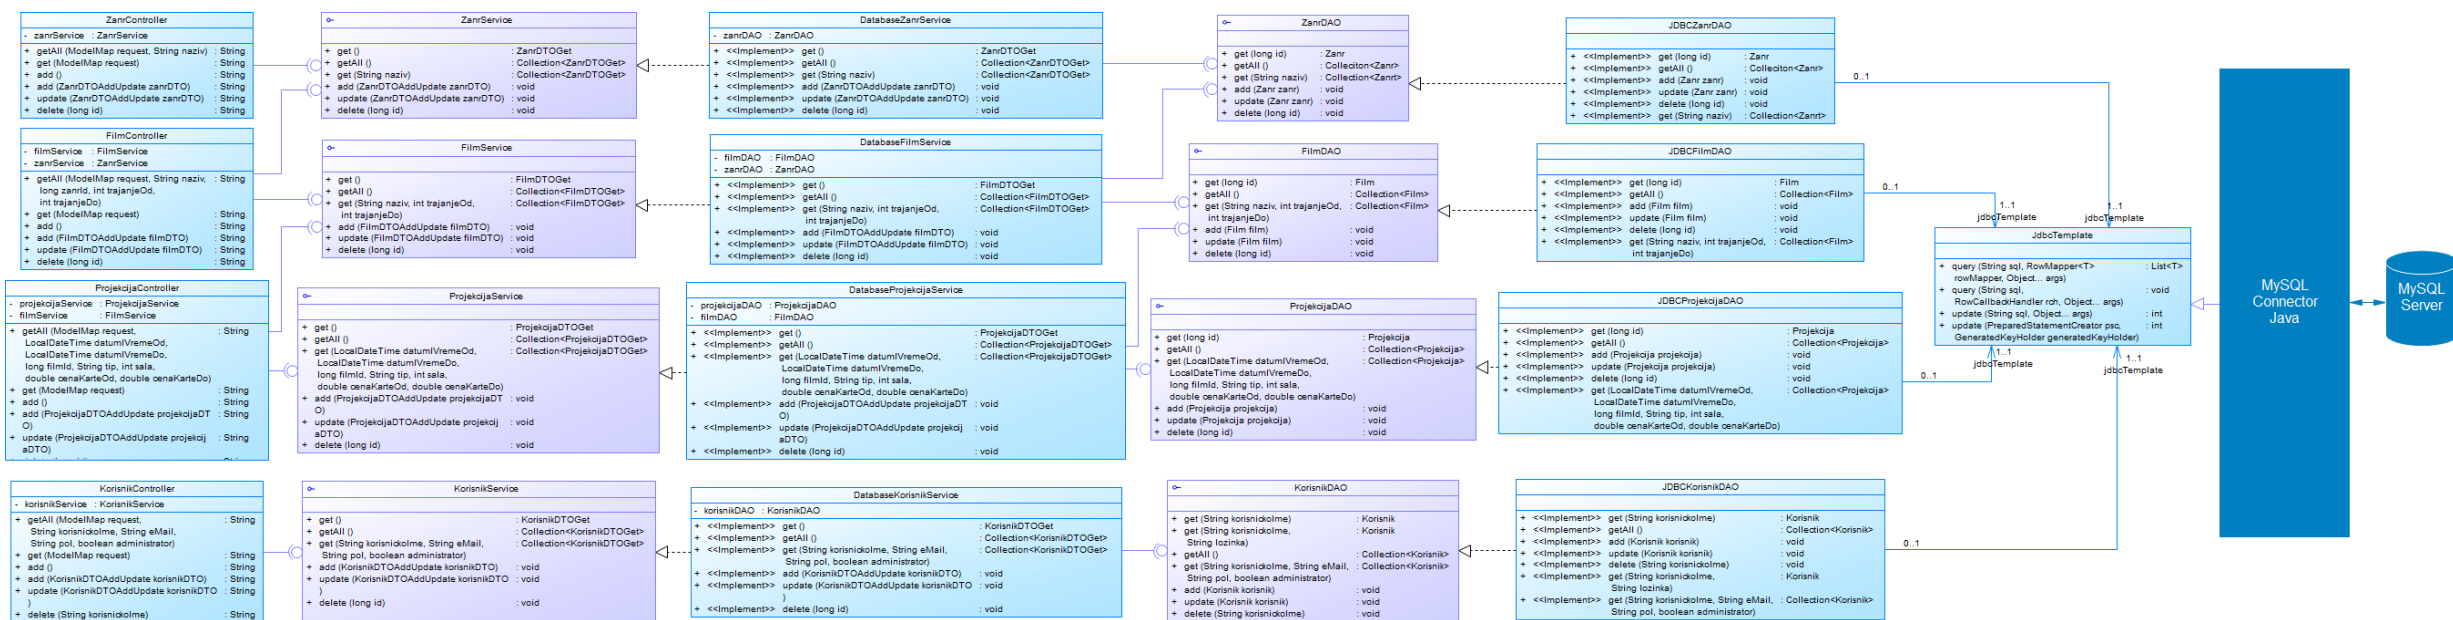 ZanrController
- zanrService : ZanrService
+ getAll (ModelMap request, String naziv) : String
+ get (ModelMap request) : String
+ add () : String
+ add (ZanrDTOAddUpdate zanrDTO) : String
+ update (ZanrDTOAddUpdate zanrDTO) : String
+ delete (long id) : String
FilmController
- filmService : FilmService
- zanrService : ZanrService
+ getAll (ModelMap request, String naziv, : String
long zanrId, int trajanjeOd,
int trajanjeDo)
+ get (ModelMap request) : String
+ add () : String
+ add (FilmDTOAddUpdate filmDTO) : String
+ update (FilmDTOAddUpdate filmDTO) : String
+ delete (long id) : String
ProjekcijaController
- projekcijaService : ProjekcijaService
- filmService : FilmService
+ getAll (ModelMap request, : String
LocalDateTime datumIVremeOd,
LocalDateTime datumIVremeDo,
long filmId, String tip, int sala,
double cenaKarteOd, double cenaKarteDo)
+ get (ModelMap request) : String
+ add () : String
+ add (ProjekcijaDTOAddUpdate projekcijaDT : String
O)
+ update (ProjekcijaDTOAddUpdate projekcij : String
aDTO)
KorisnikController
- korisnikService : KorisnikService
+ getAll (ModelMap request, : String
String korisnickoIme, String eMail,
String pol, boolean administrator)
+ get (ModelMap request) : String
+ add () : String
+ add (KorisnikDTOAddUpdate korisnikDTO) : String
+ update (KorisnikDTOAddUpdate korisnikDTO : String
)
+ delete (String korisnickoIme) : String
ZanrService
+ get () : ZanrDTOGet
+ getAll () : Collection<ZanrDTOGet>
+ get (String naziv) : Collection<ZanrDTOGet>
+ add (ZanrDTOAddUpdate zanrDTO) : void
+ update (ZanrDTOAddUpdate zanrDTO) : void
+ delete (long id) : void
FilmService
+ get () : FilmDTOGet
+ getAll () : Collection<FilmDTOGet>
+ get (String naziv, int trajanjeOd, : Collection<FilmDTOGet>
int trajanjeDo)
+ add (FilmDTOAddUpdate filmDTO) : void
+ update (FilmDTOAddUpdate filmDTO) : void
+ delete (long id) : void
ProjekcijaService
+ get () : ProjekcijaDTOGet
+ getAll () : Collection<ProjekcijaDTOGet>
+ get (LocalDateTime datumIVremeOd, : Collection<ProjekcijaDTOGet>
LocalDateTime datumIVremeDo,
long filmId, String tip, int sala,
double cenaKarteOd, double cenaKarteDo)
+ add (ProjekcijaDTOAddUpdate projekcijaDT : void
O)
+ update (ProjekcijaDTOAddUpdate projekcij : void
aDTO)
+ delete (long id) : void
KorisnikService
+ get () : KorisnikDTOGet
+ getAll () : Collection<KorisnikDTOGet>
+ get (String korisnickoIme, String eMail, : Collection<KorisnikDTOGet>
String pol, boolean administrator)
+ add (KorisnikDTOAddUpdate korisnikDTO) : void
+ update (KorisnikDTOAddUpdate korisnikDTO : void
)
+ delete (long id) : void
DatabaseZanrService
- zanrDAO : ZanrDAO
+ <<Implement>> get () : ZanrDTOGet
+ <<Implement>> getAll () : Collection<ZanrDTOGet>
+ <<Implement>> get (String naziv) : Collection<ZanrDTOGet>
+ <<Implement>> add (ZanrDTOAddUpdate zanrDTO) : void
+ <<Implement>> update (ZanrDTOAddUpdate zanrDTO) : void
+ <<Implement>> delete (long id) : void
DatabaseFilmService
- filmDAO : FilmDAO
- zanrDAO : ZanrDAO
+ <<Implement>> get () : FilmDTOGet
+ <<Implement>> getAll () : Collection<FilmDTOGet>
+ <<Implement>> get (String naziv, int trajanjeOd, : Collection<FilmDTOGet>
int trajanjeDo)
+ <<Implement>> add (FilmDTOAddUpdate filmDTO) : void
+ <<Implement>> update (FilmDTOAddUpdate filmDTO) : void
+ <<Implement>> delete (long id) : void
DatabaseProjekcijaService
- projekcijaDAO : ProjekcijaDAO
- filmDAO : FilmDAO
+ <<Implement>> get () : ProjekcijaDTOGet
+ <<Implement>> getAll () : Collection<ProjekcijaDTOGet>
+ <<Implement>> get (LocalDateTime datumIVremeOd, : Collection<ProjekcijaDTOGet>
LocalDateTime datumIVremeDo,
long filmId, String tip, int sala,
double cenaKarteOd, double cenaKarteDo)
+ <<Implement>> add (ProjekcijaDTOAddUpdate projekcijaDT : void
O)
+ <<Implement>> update (ProjekcijaDTOAddUpdate projekcij : void
aDTO)
+ <<Implement>> delete (long id) : void
DatabaseKorisnikService
- korisnikDAO : KorisnikDAO
+ <<Implement>> get () : KorisnikDTOGet
+ <<Implement>> getAll () : Collection<KorisnikDTOGet>
+ <<Implement>> get (String korisnickoIme, String eMail, : Collection<KorisnikDTOGet>
String pol, boolean administrator)
+ <<Implement>> add (KorisnikDTOAddUpdate korisnikDTO) : void
+ <<Implement>> update (KorisnikDTOAddUpdate korisnikDTO : void
)
+ <<Implement>> delete (long id) : void
ZanrDAO
+ get (long id) : Zanr
+ getAll () : Colleciton<Zanr>
+ get (String naziv) : Collection<Zanr>
+ add (Zanr zanr) : void
+ update (Zanr zanr) : void
+ delete (long id) : void
FilmDAO
+ get (long id) : Film
+ getAll () : Collection<Film>
+ get (String naziv, int trajanjeOd, : Collection<Film>
int trajanjeDo)
+ add (Film film) : void
+ update (Film film) : void
+ delete (long id) : void
ProjekcijaDAO
+ get (long id) : Projekcija
+ getAll () : Collection<Projekcija>
+ get (LocalDateTime datumIVremeOd, : Collection<Projekcija>
LocalDateTime datumIVremeDo,
long filmId, String tip, int sala,
double cenaKarteOd, double cenaKarteDo)
+ add (Projekcija projekcija) : void
+ update (Projekcija projekcija) : void
+ delete (long id) : void
KorisnikDAO
+ get (String korisnickoIme) : Korisnik
+ get (String korisnickoIme, : Korisnik
String lozinka)
+ getAll () : Collection<Korisnik>
+ get (String korisnickoIme, String eMail, : Collection<Korisnik>
String pol, boolean administrator)
+ add (Korisnik korisnik) : void
+ update (Korisnik korisnik) : void
+ delete (String korisnickoIme) : void
JDBCZanrDAO
+ <<Implement>> get (long id) : Zanr
+ <<Implement>> getAll () : Colleciton<Zanr>
+ <<Implement>> add (Zanr zanr) : void
+ <<Implement>> update (Zanr zanr) : void
+ <<Implement>> delete (long id) : void
+ <<Implement>> get (String naziv) : Collection<Zanrt>
JDBCFilmDAO
+ <<Implement>> get (long id) : Film
+ <<Implement>> getAll () : Collection<Film>
+ <<Implement>> add (Film film) : void
+ <<Implement>> update (Film film) : void
+ <<Implement>> delete (long id) : void
+ <<Implement>> get (String naziv, int trajanjeOd, : Collection<Film>
int trajanjeDo)
JDBCProjekcijaDAO
+ <<Implement>> get (long id) : Projekcija
+ <<Implement>> getAll () : Collection<Projekcija>
+ <<Implement>> add (Projekcija projekcija) : void
+ <<Implement>> update (Projekcija projekcija) : void
+ <<Implement>> delete (long id) : void
+ <<Implement>> get (LocalDateTime datumIVremeOd, : Collection<Projekcija>
LocalDateTime datumIVremeDo,
long filmId, String tip, int sala,
double cenaKarteOd, double cenaKarteDo)
JDBCKorisnikDAO
+ <<Implement>> get (String korisnickoIme) : Korisnik
+ <<Implement>> getAll () : Collection<Korisnik>
+ <<Implement>> add (Korisnik korisnik) : void
+ <<Implement>> update (Korisnik korisnik) : void
+ <<Implement>> delete (String korisnickoIme) : void
+ <<Implement>> get (String korisnickoIme, : Korisnik
String lozinka)
+ <<Implement>> get (String korisnickoIme, String eMail, : Collection<Korisnik>
String pol, boolean administrator)
0..1
0..1
0..1
0..1
1..1
jdbcTemplate
1..1
jdbcTemplate
JdbcTemplate
+ query (String sql, RowMapper<T> : List<T>
rowMapper, Object... args)
+ query (String sql, : void
RowCallbackHandler rch, Object... args)
+ update (String sql, Object... args) : int
+ update (PreparedStatementCreator psc, : int
GeneratedKeyHolder generatedKeyHolder)
1..1
jdbcTemplate
1..1
jdbcTemplate
MySQL
Connector
Java
MySQL
Server